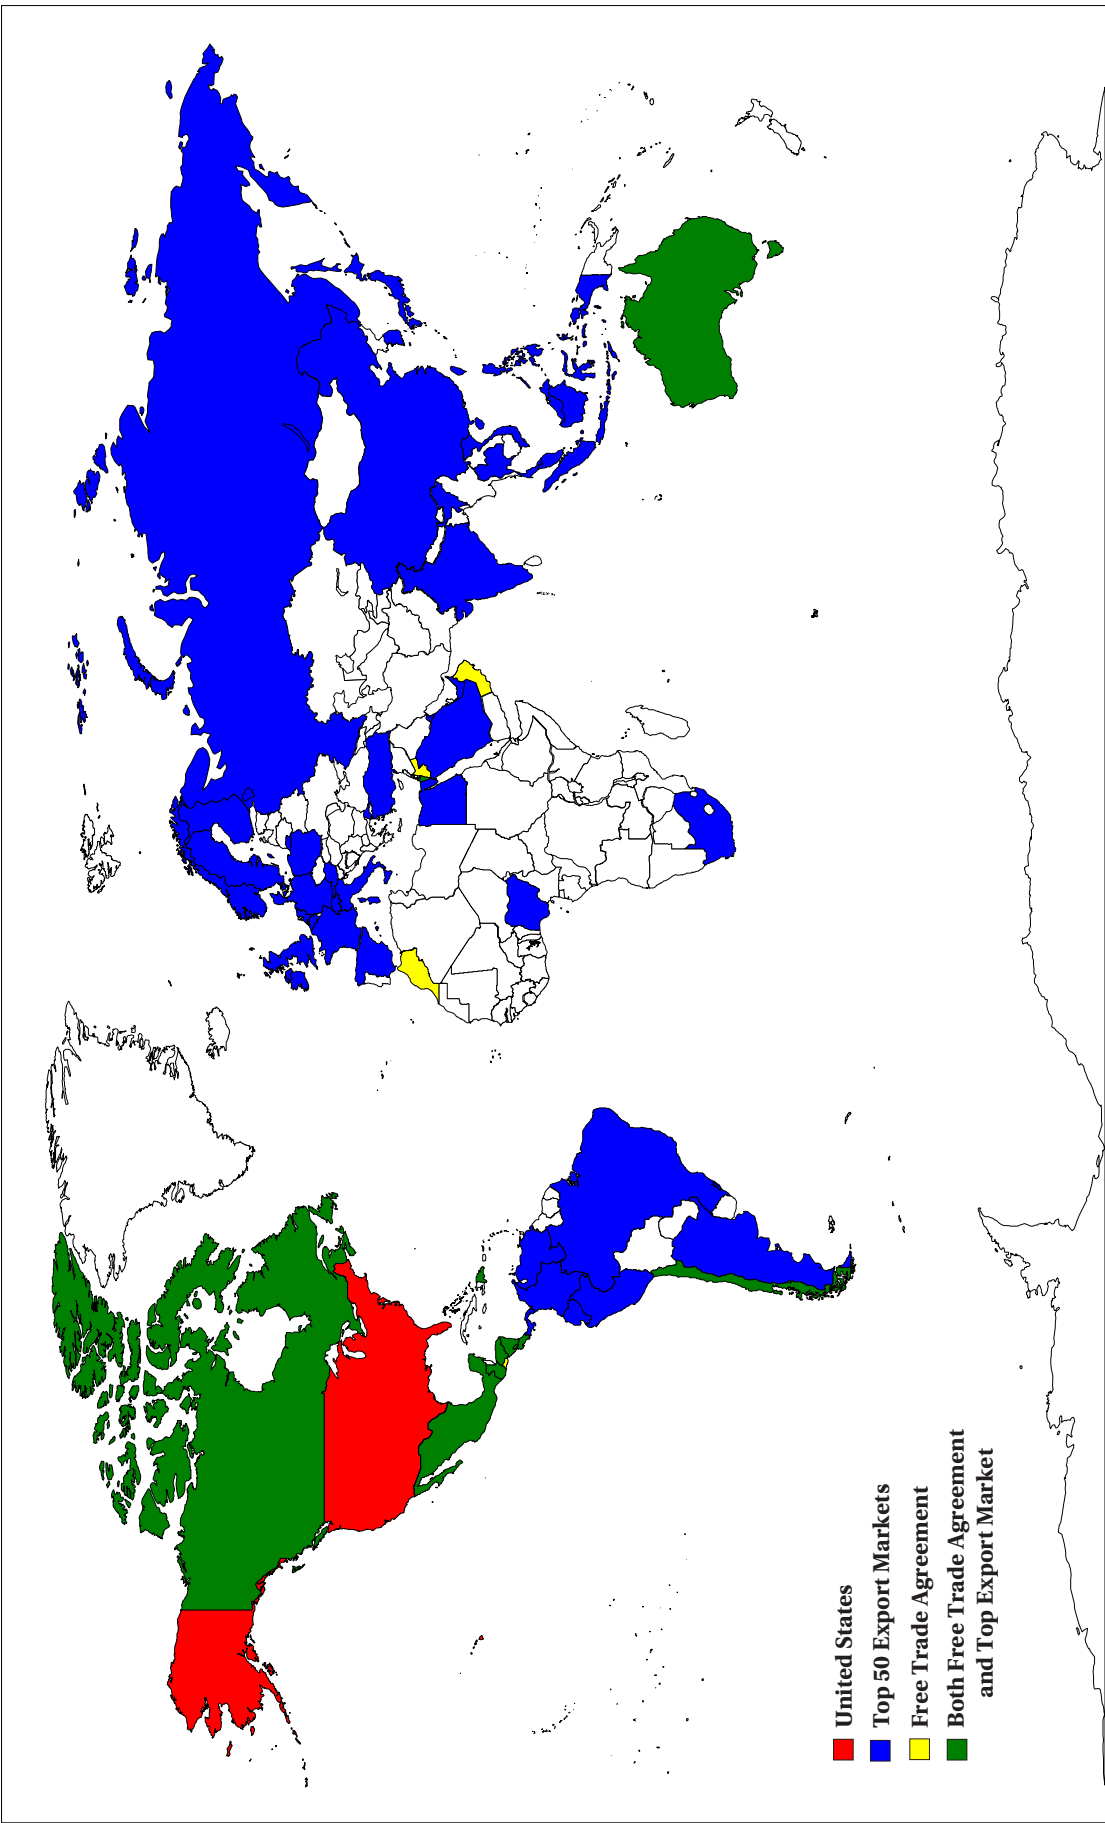 United States
Top 50 Export Markets
Free Trade Agreement
Both Free Trade Agreement
and Top Export Market